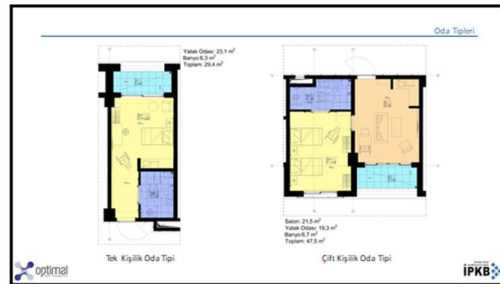 Oda Tipleri
Yatak Odası: 23,1 m²
Banyo:6,3 m²
Toplam: 29,4 m²
Salon: 21,5 m²
Yatak Odası: 19,3 m²
Banyo:6,7 m²
Toplam: 47,5 m²
Tek Kişilik Oda Tipi
Çift Kişilik Oda Tipi
optimal
IPKB